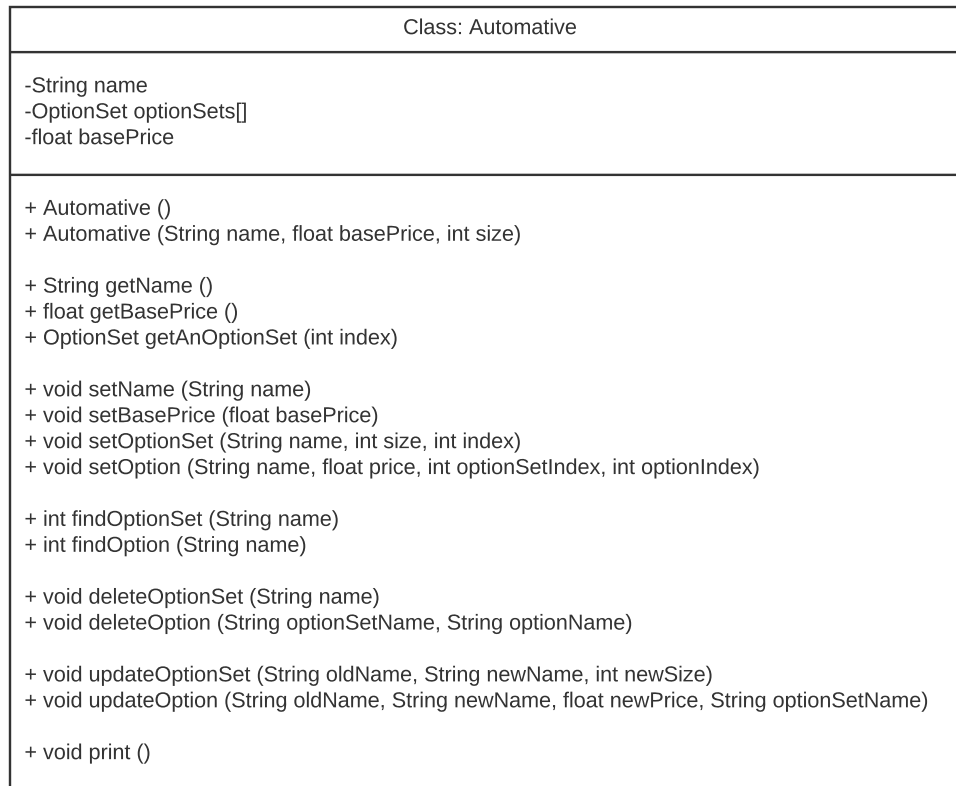 Class: Automative
-String name
-OptionSet optionSets[]
-float basePrice
+ Automative ()
+ Automative (String name, float basePrice, int size)
+ String getName ()
+ float getBasePrice ()
+ OptionSet getAnOptionSet (int index)
+ void setName (String name)
+ void setBasePrice (float basePrice)
+ void setOptionSet (String name, int size, int index)
+ void setOption (String name, float price, int optionSetIndex, int optionIndex)
+ int findOptionSet (String name)
+ int findOption (String name)
+ void deleteOptionSet (String name)
+ void deleteOption (String optionSetName, String optionName)
+ void updateOptionSet (String oldName, String newName, int newSize)
+ void updateOption (String oldName, String newName, float newPrice, String optionSetName)
+ void print ()